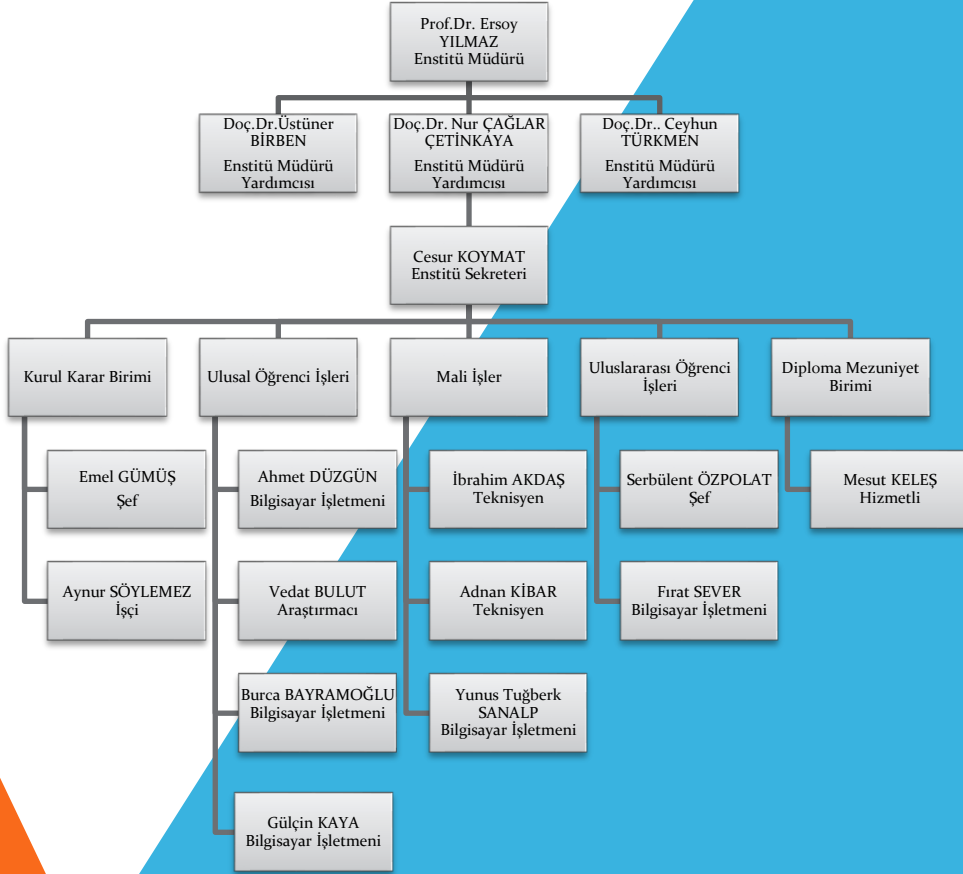 Prof.Dr. Ersoy
YILMAZ
Enstitü Müdürü
Doç.Dr.Üstüner
BİRBEN
Enstitü Müdürü
Yardımcısı
Doç.Dr. Nur ÇAĞLAR
ÇETİNKAYA
Enstitü Müdürü
Yardımcısı
Doç.Dr.. Ceyhun
TÜRKMEN
Enstitü Müdürü
Yardımcısı
Cesur KOYMAT
Enstitü Sekreteri
Kurul Karar Birimi
Ulusal Öğrenci İşleri
Mali İşler
Uluslararası Öğrenci
İşleri
Diploma Mezuniyet
Birimi
Emel GÜMÜŞ
Şef
Ahmet DÜZGÜN
Bilgisayar İşletmeni
İbrahim AKDAŞ
Teknisyen
Serbülent ÖZPOLAT
Şef
Mesut KELEŞ
Hizmetli
Aynur SÖYLEMEZ
İşçi
Vedat BULUT
Araştırmacı
Adnan KİBAR
Teknisyen
Fırat SEVER
Bilgisayar İşletmeni
Burca BAYRAMOĞLU
Bilgisayar İşletmeni
Yunus Tuğberk
SANALP
Bilgisayar İşletmeni
Gülçin KAYA
Bilgisayar İşletmeni